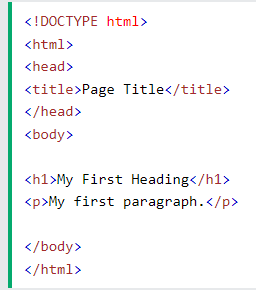 <!DOCTYPE html>
<html>
<head>
<title>Page Title</title>
</head>
<body>
<h1>My First Heading</h1>
<p>My first paragraph.</p>
</body>
</html>